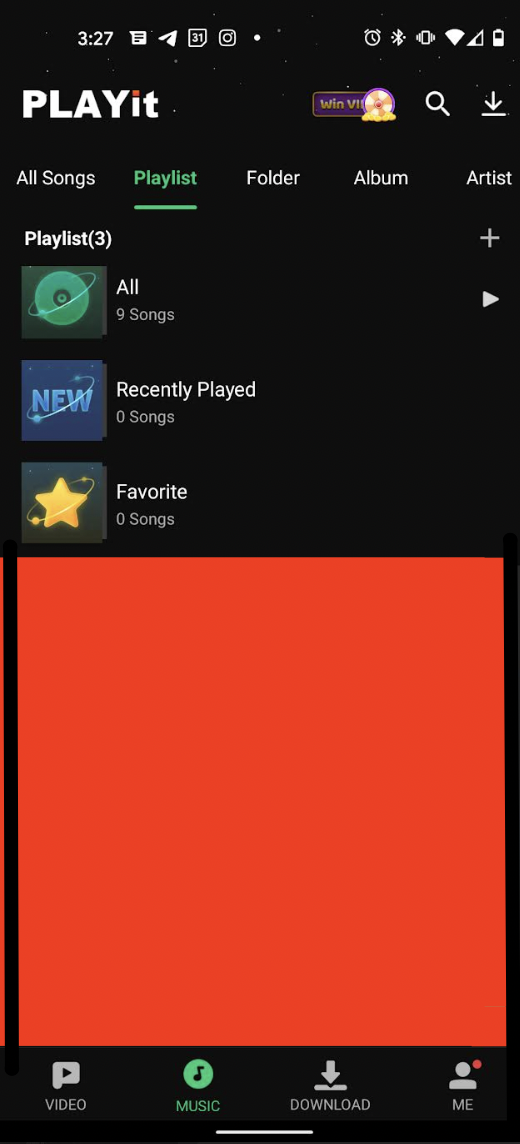 3:27 31
PLAYit Win VI
All Songs Playlist Folder Album Artist
Playlist(3)
All
9 Songs
NEW Recently Played
0 Songs
Favorite
0 Songs
VIDEO MUSIC DOWNLOAD ME